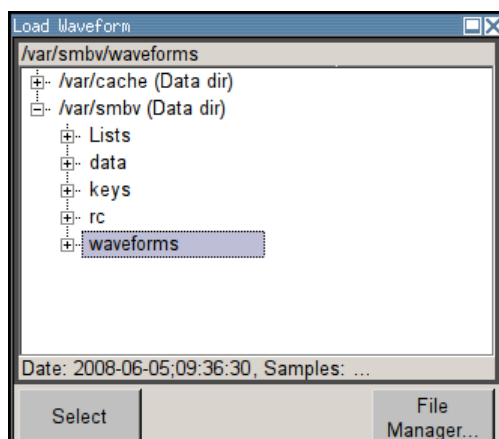 Load Waveform
/var/smbv/waveforms
/var/cache (Data dir)
/var/smbv (Data dir)
Lists
data
keys
rc
waveforms
Date: 2008-06-05;09:36:30, Samples: ...
Select
File
Manager...